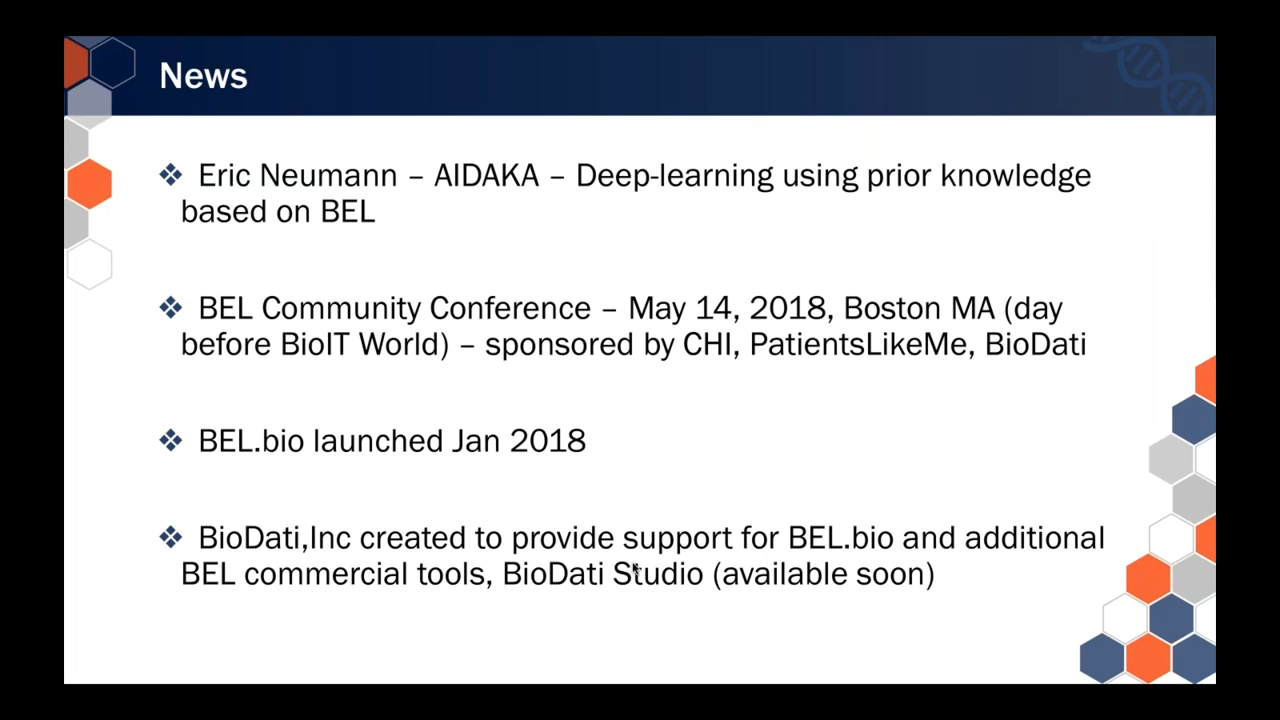 News
❖ Eric Neumann – AIDAKA – Deep-learning using prior knowledge
based on BEL
❖ BEL Community Conference – May 14, 2018, Boston MA (day
before BioIT World) – sponsored by CHI, PatientsLikeMe, BioDati
❖ BEL.bio launched Jan 2018
❖ BioDati,Inc created to provide support for BEL.bio and additional
BEL commercial tools, BioDati Studio (available soon)